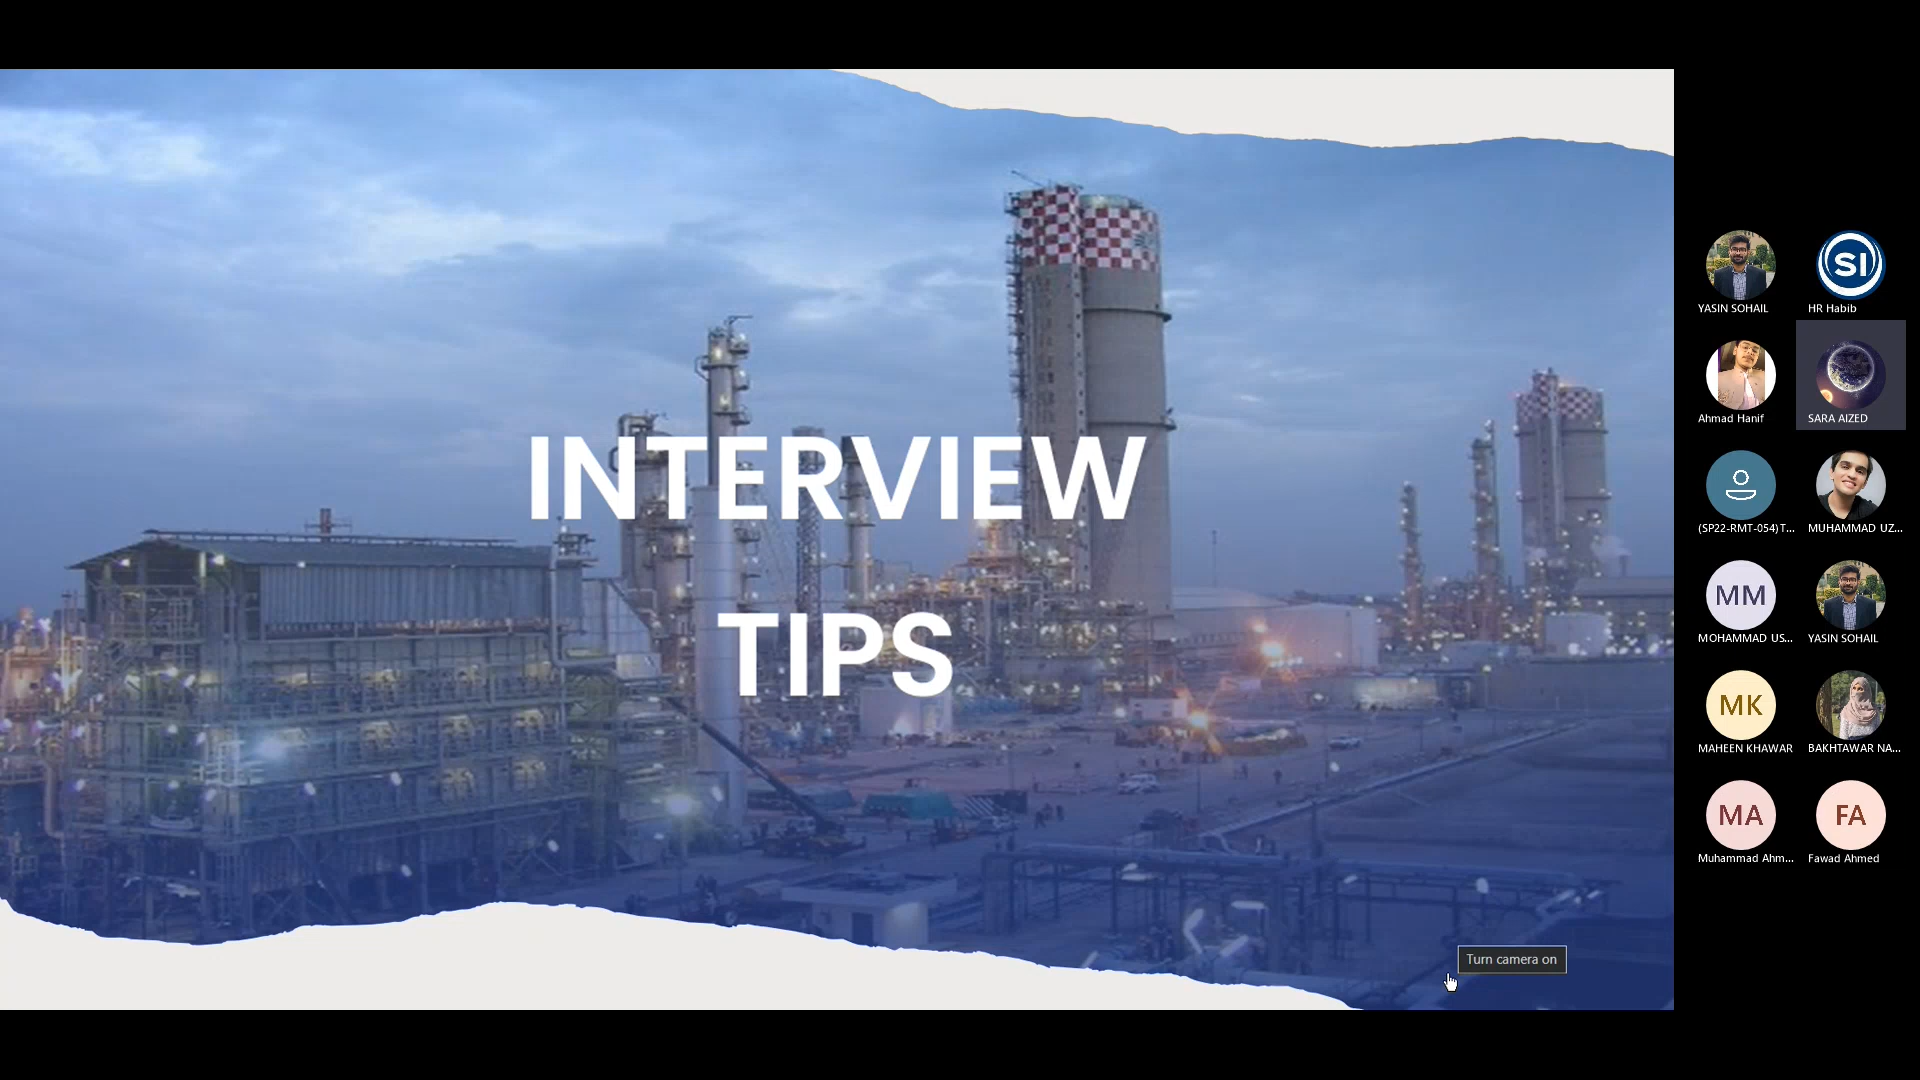 INTERVIEW
TIPS
Turn camera on
YASIN SOHAIL
SI
HR Habib
Ahmad Hanif
SARA AIZED
(SP22-RMT-054) T...
MUHAMMAD UZ...
MM
MOHAMMAD US...
YASIN SOHAIL
MK
MAHEEN KHAWAR
BAKHTAWAR NA...
MA
Muhammad Ahm...
FA
Fawad Ahmed